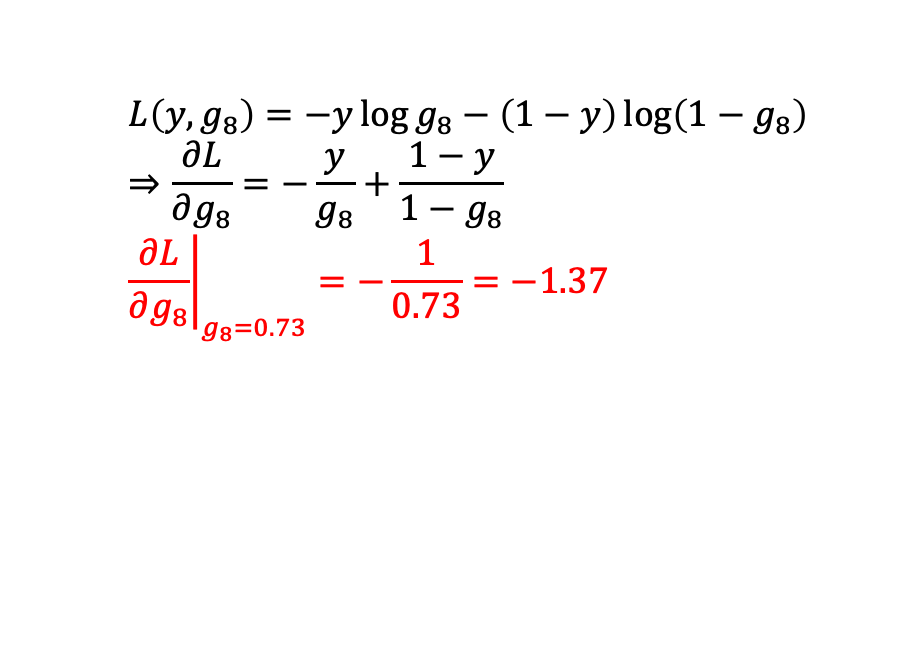 L(y, g₈) = −y log g₈ − (1 − y) log(1 − g₈)
⇒ ∂L/∂g₈ = − y/g₈ + (1 − y)/(1 − g₈)
∂L/∂g₈ |g₈=0.73 = − 1/0.73 = −1.37